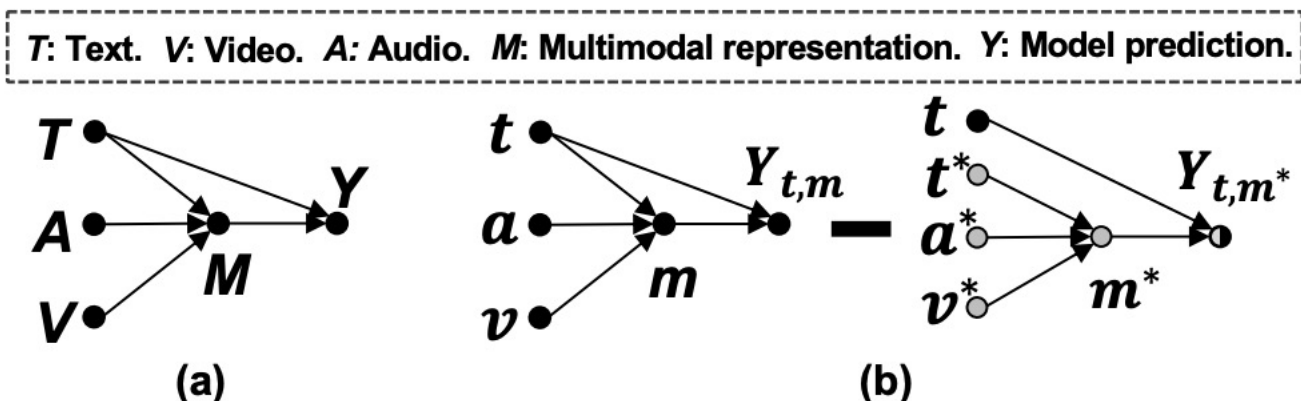 T: Text. V: Video. A: Audio. M: Multimodal representation. Y: Model prediction.
T
A
V
M
Y
(a)
t
a
v
m
Y_{t,m}
t
t*
a*
v*
m*
Y_{t,m*}
(b)